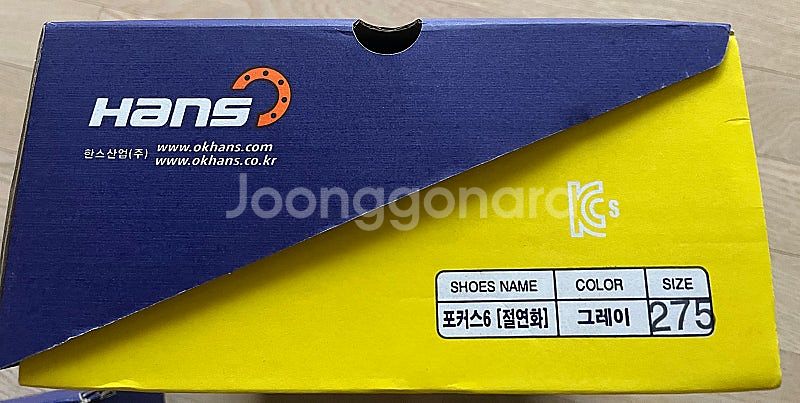 Hans
한스산업(주) www.okhans.com
www.okhans.co.kr
Joonggonara
KC s
SHOES NAME COLOR SIZE
포커스6 [절연화] 그레이 275